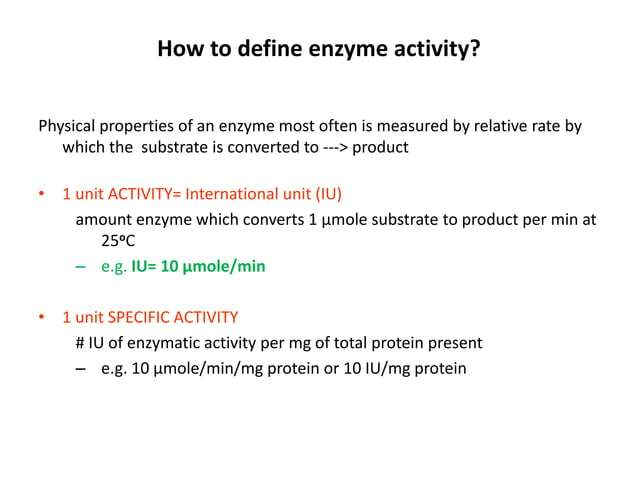 How to define enzyme activity?
Physical properties of an enzyme most often is measured by relative rate by
which the substrate is converted to ---> product
• 1 unit ACTIVITY= International unit (IU)
amount enzyme which converts 1 µmole substrate to product per min at
25ºC
– e.g. IU= 10 µmole/min
• 1 unit SPECIFIC ACTIVITY
# IU of enzymatic activity per mg of total protein present
– e.g. 10 µmole/min/mg protein or 10 IU/mg protein